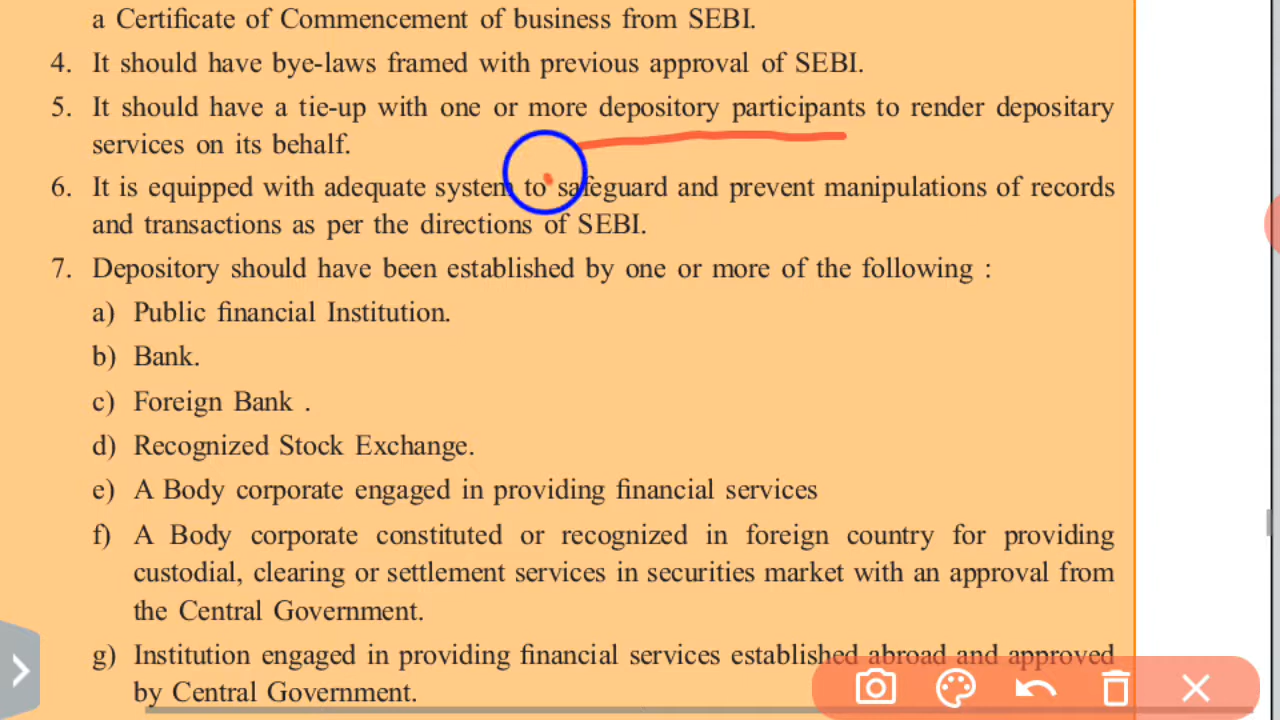 a Certificate of Commencement of business from SEBI.
4. It should have bye-laws framed with previous approval of SEBI.
5. It should have a tie-up with one or more depository participants to render depositary
services on its behalf.
6. It is equipped with adequate system to safeguard and prevent manipulations of records
and transactions as per the directions of SEBI.
7. Depository should have been established by one or more of the following :
a) Public financial Institution.
b) Bank.
c) Foreign Bank .
d) Recognized Stock Exchange.
e) A Body corporate engaged in providing financial services
f) A Body corporate constituted or recognized in foreign country for providing
custodial, clearing or settlement services in securities market with an approval from
the Central Government.
g) Institution engaged in providing financial services established abroad and approved
by Central Government.